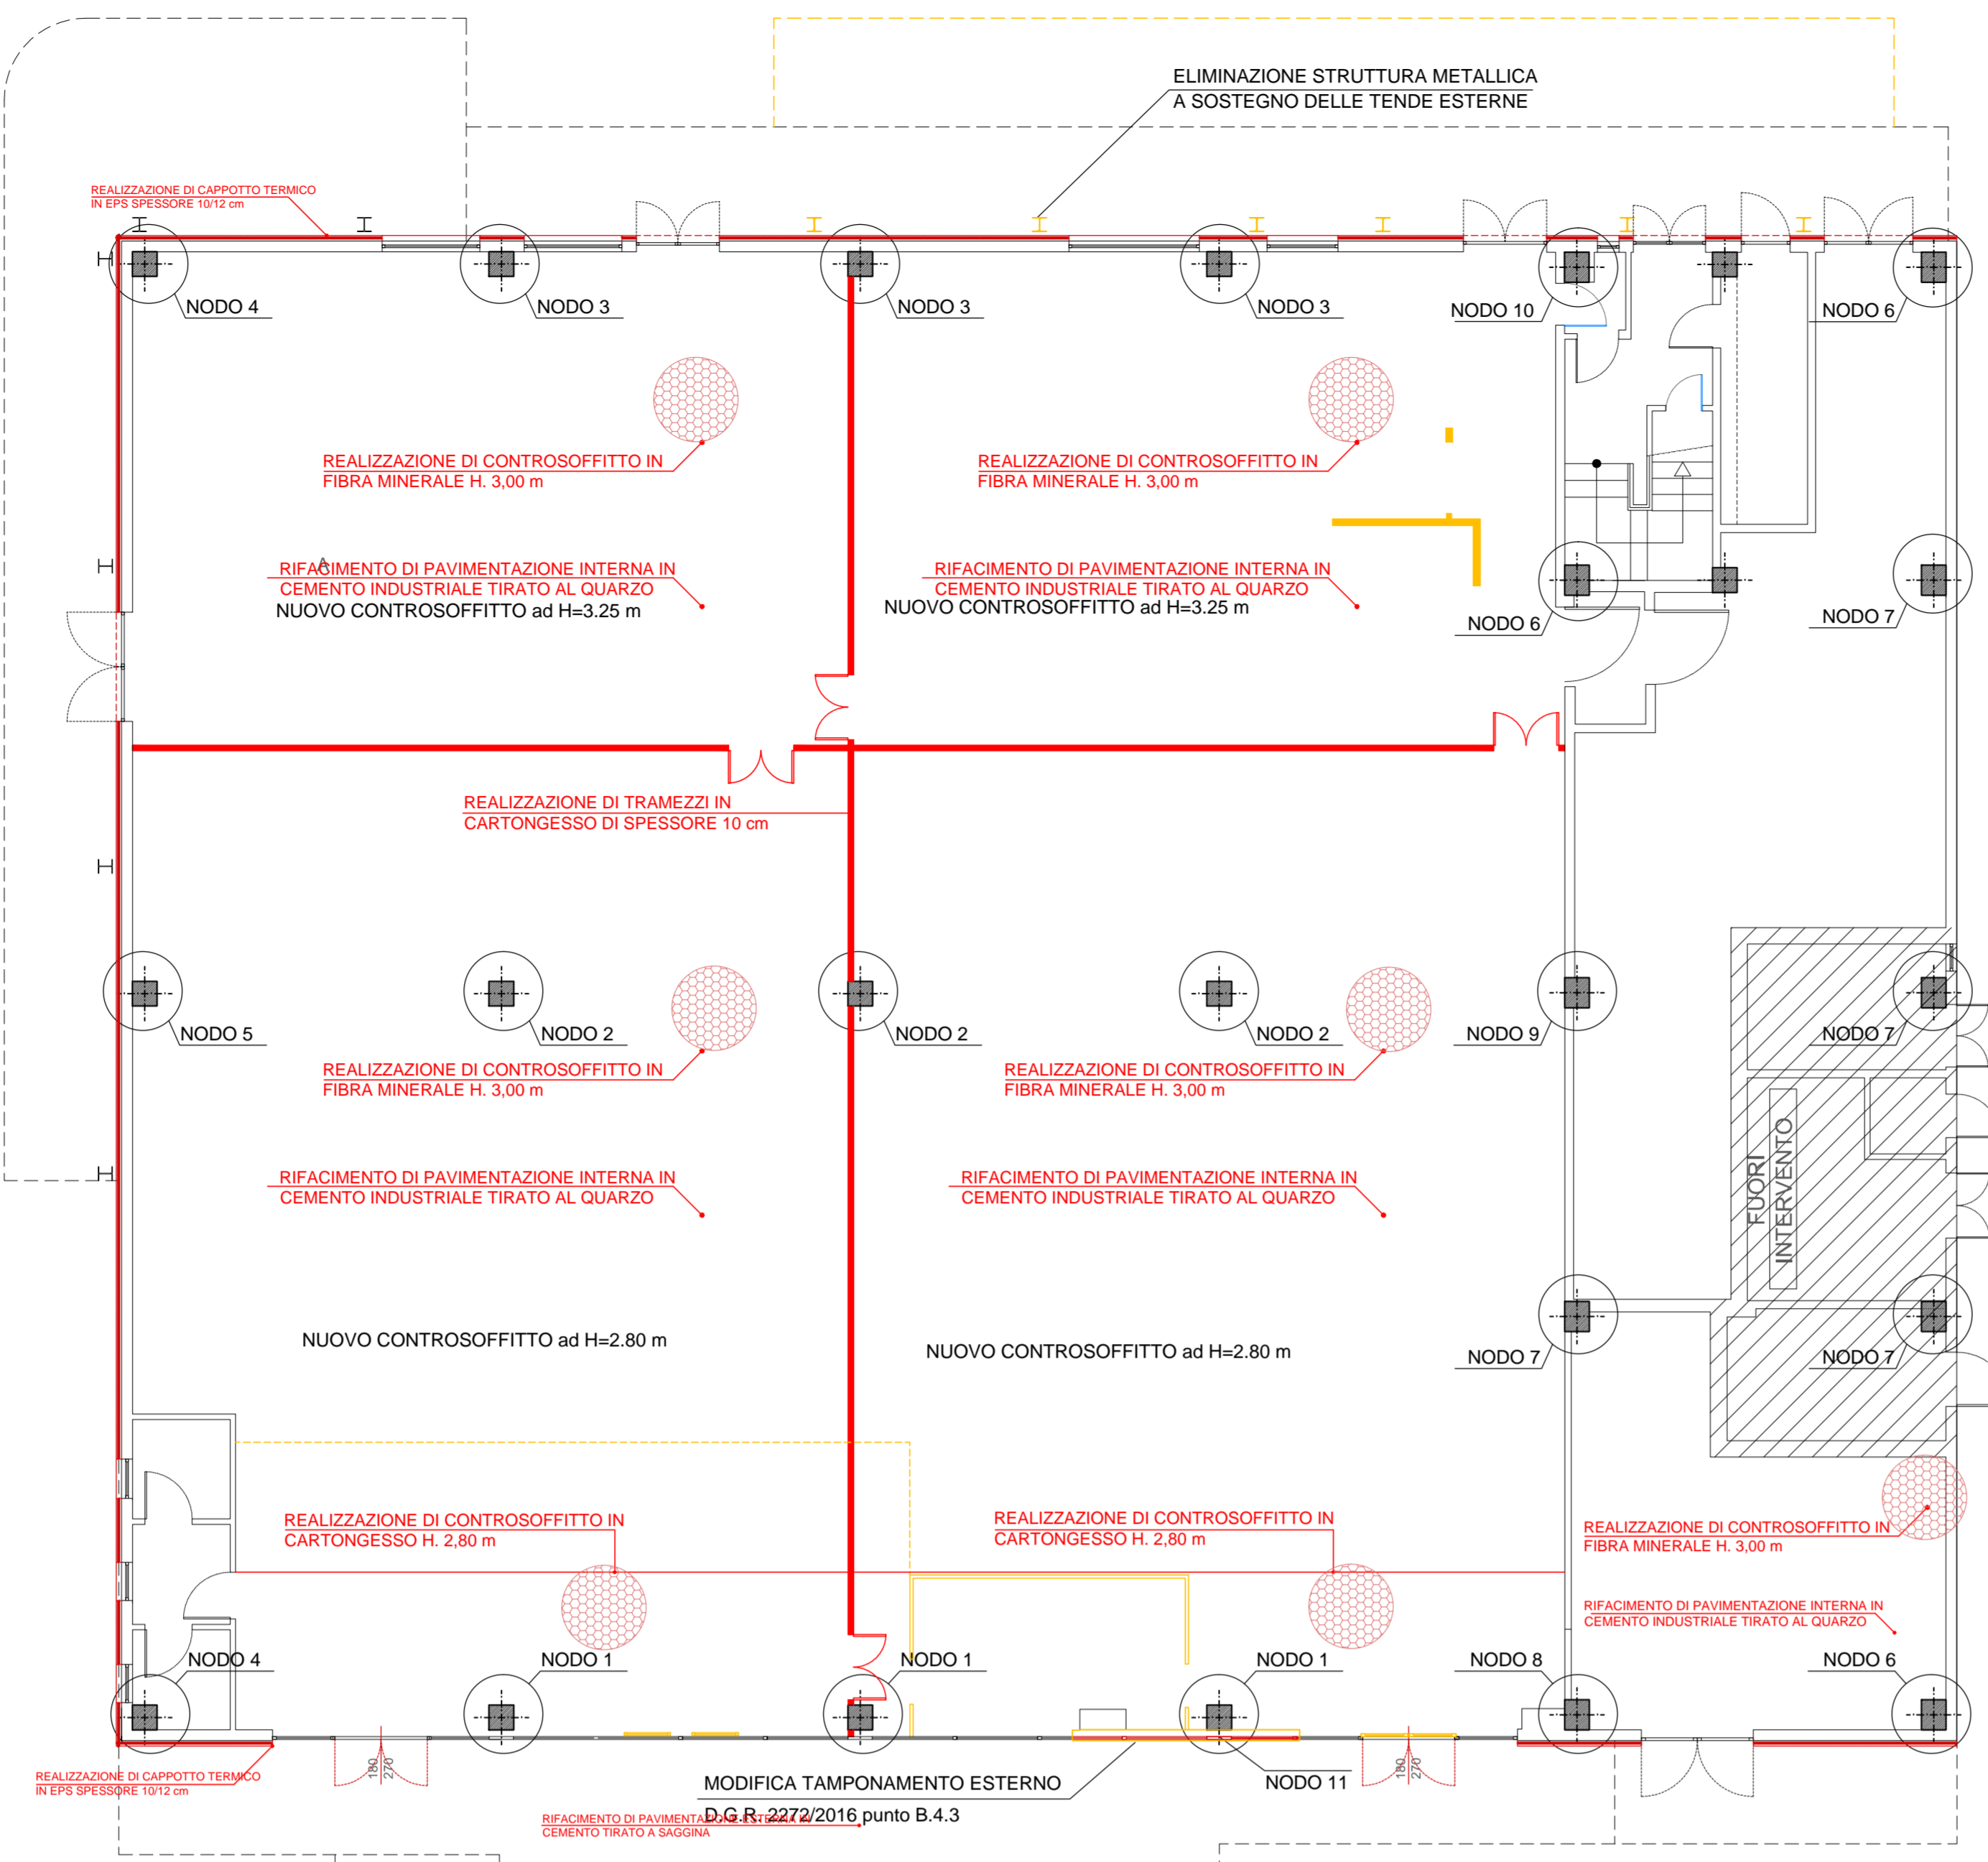 ELIMINAZIONE STRUTTURA METALLICA
A SOSTEGNO DELLE TENDE ESTERNE
REALIZZAZIONE DI CAPPOTTO TERMICO
IN EPS SPESSORE 10/12 cm
NODO 4
NODO 3
NODO 3
NODO 3
NODO 10
NODO 6
REALIZZAZIONE DI CONTROSOFFITTO IN
FIBRA MINERALE H. 3,00 m
REALIZZAZIONE DI CONTROSOFFITTO IN
FIBRA MINERALE H. 3,00 m
A
RIFACIMENTO DI PAVIMENTAZIONE INTERNA IN
CEMENTO INDUSTRIALE TIRATO AL QUARZO
NUOVO CONTROSOFFITTO ad H=3.25 m
RIFACIMENTO DI PAVIMENTAZIONE INTERNA IN
CEMENTO INDUSTRIALE TIRATO AL QUARZO
NUOVO CONTROSOFFITTO ad H=3.25 m
NODO 6
NODO 7
REALIZZAZIONE DI TRAMEZZI IN
CARTONGESSO DI SPESSORE 10 cm
NODO 5
NODO 2
NODO 2
NODO 2
NODO 9
NODO 7
REALIZZAZIONE DI CONTROSOFFITTO IN
FIBRA MINERALE H. 3,00 m
REALIZZAZIONE DI CONTROSOFFITTO IN
FIBRA MINERALE H. 3,00 m
FUORI
INTERVENTO
RIFACIMENTO DI PAVIMENTAZIONE INTERNA IN
CEMENTO INDUSTRIALE TIRATO AL QUARZO
RIFACIMENTO DI PAVIMENTAZIONE INTERNA IN
CEMENTO INDUSTRIALE TIRATO AL QUARZO
NUOVO CONTROSOFFITTO ad H=2.80 m
NUOVO CONTROSOFFITTO ad H=2.80 m
NODO 7
NODO 7
REALIZZAZIONE DI CONTROSOFFITTO IN
CARTONGESSO H. 2,80 m
REALIZZAZIONE DI CONTROSOFFITTO IN
CARTONGESSO H. 2,80 m
REALIZZAZIONE DI CONTROSOFFITTO IN
FIBRA MINERALE H. 3,00 m
RIFACIMENTO DI PAVIMENTAZIONE INTERNA IN
CEMENTO INDUSTRIALE TIRATO AL QUARZO
NODO 4
NODO 1
NODO 1
NODO 1
NODO 8
NODO 6
180
270
180
270
REALIZZAZIONE DI CAPPOTTO TERMICO
IN EPS SPESSORE 10/12 cm
MODIFICA TAMPONAMENTO ESTERNO
D.G.R. 2272/2016 punto B.4.3
NODO 11
RIFACIMENTO DI PAVIMENTAZIONE ESTERNA IN
CEMENTO TIRATO A SAGGINA